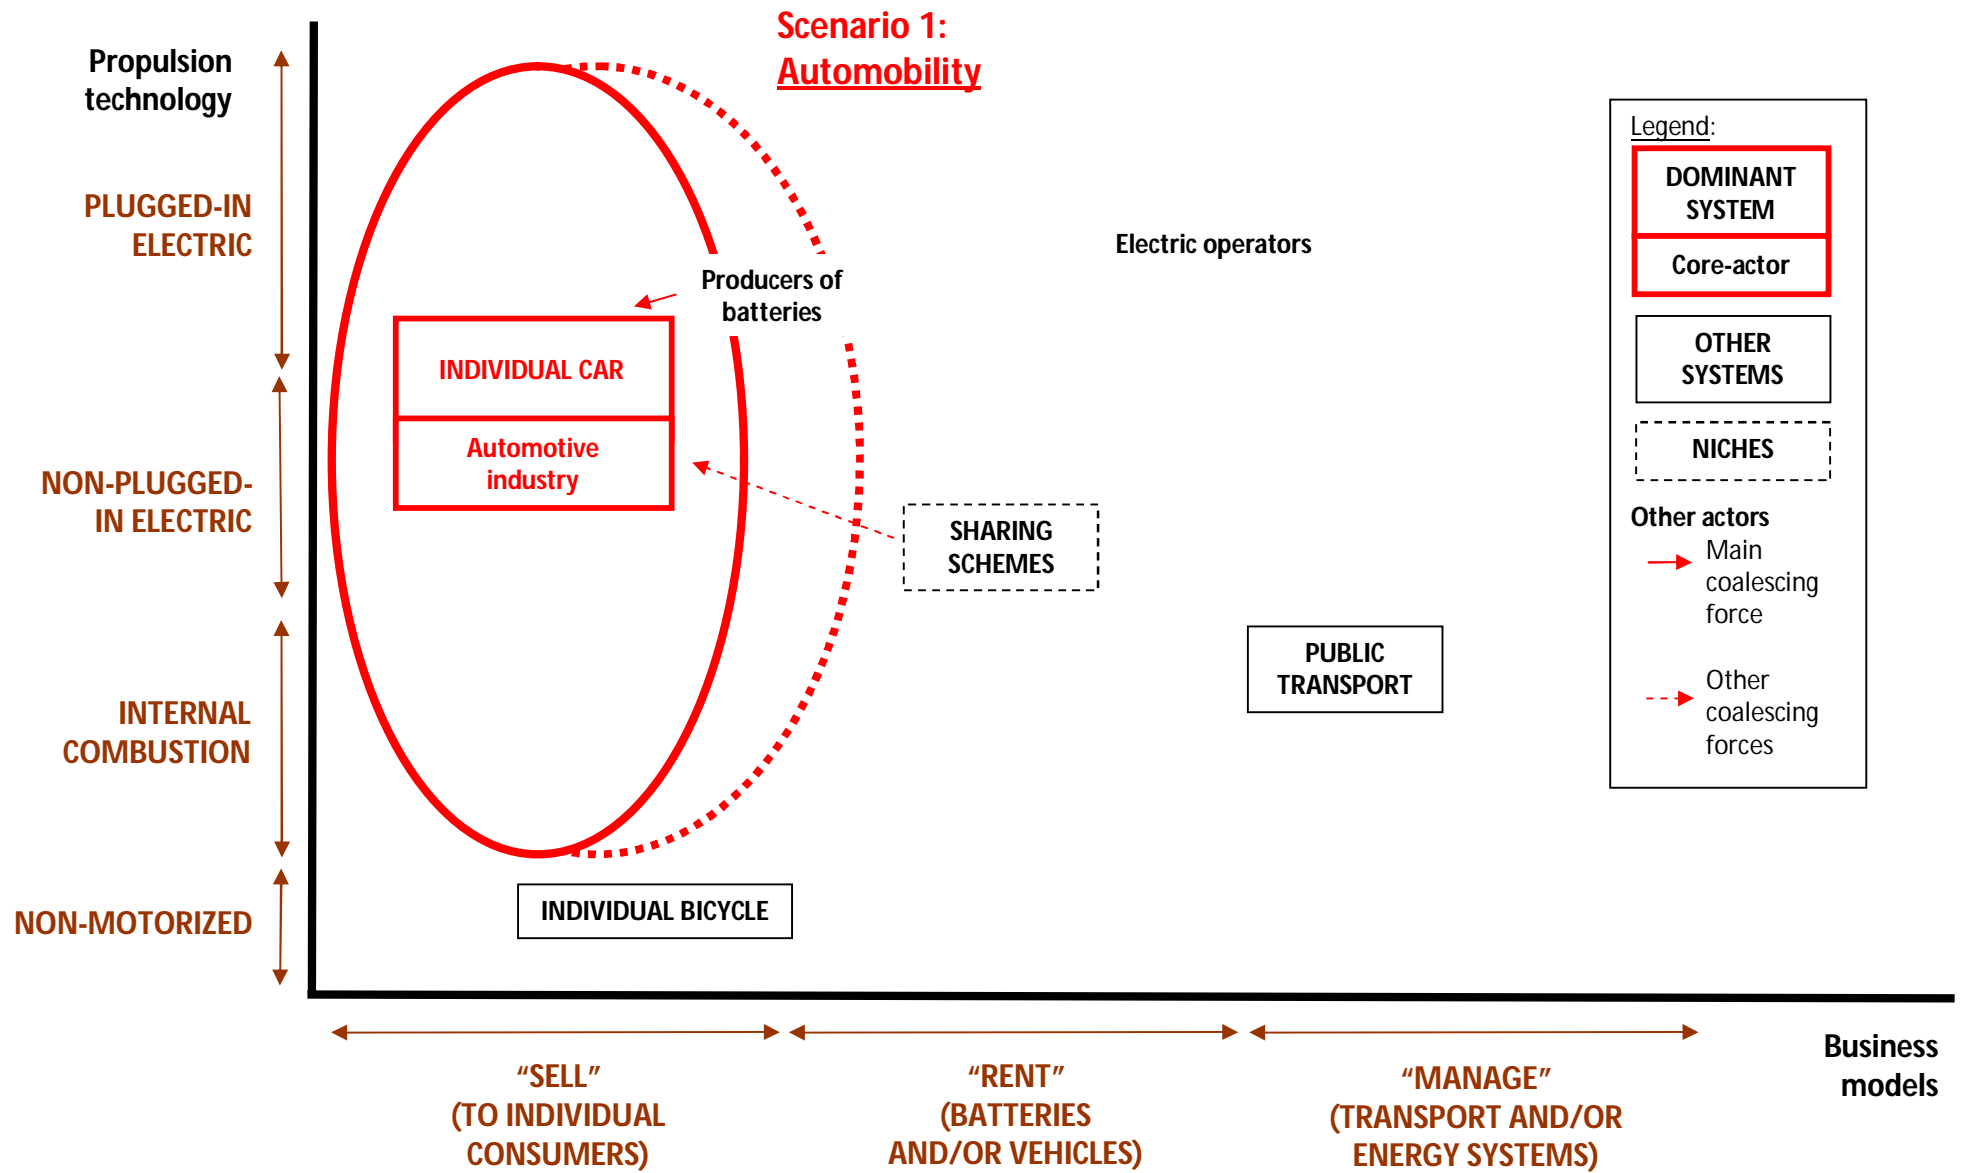 Scenario 1:
Automobility
Propulsion
technology
PLUGGED-IN
ELECTRIC
NON-PLUGGED-
IN ELECTRIC
INTERNAL
COMBUSTION
NON-MOTORIZED
Producers of
batteries
INDIVIDUAL CAR
Automotive
industry
Electric operators
SHARING
SCHEMES
PUBLIC
TRANSPORT
INDIVIDUAL BICYCLE
Legend:
DOMINANT
SYSTEM
Core-actor
OTHER
SYSTEMS
NICHES
Other actors
Main
coalescing
force
Other
coalescing
forces
“SELL”
(TO INDIVIDUAL
CONSUMERS)
“RENT”
(BATTERIES
AND/OR VEHICLES)
“MANAGE”
(TRANSPORT AND/OR
ENERGY SYSTEMS)
Business
models